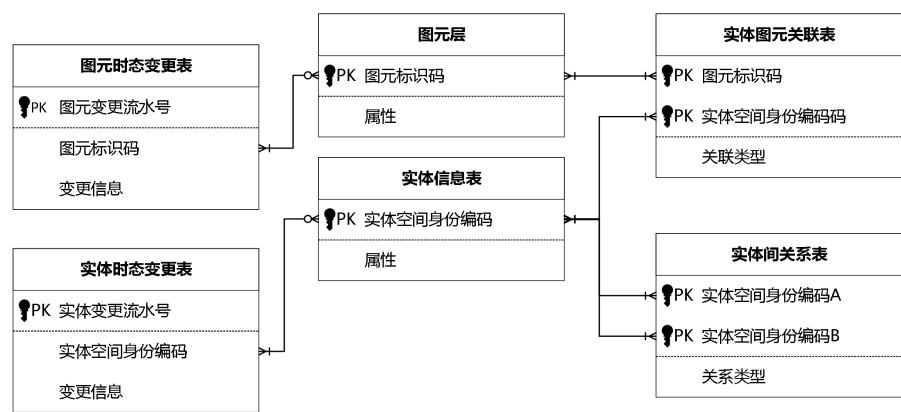 图元时态变更表
PK 图元变更流水号
图元标识码
变更信息
实体时态变更表
PK 实体变更流水号
实体空间身份编码
变更信息
图元层
PK 图元标识码
属性
实体信息表
PK 实体空间身份编码
属性
实体图元关联表
PK 图元标识码
PK 实体空间身份编码码
关联类型
实体间关系表
PK 实体空间身份编码A
PK 实体空间身份编码B
关系类型